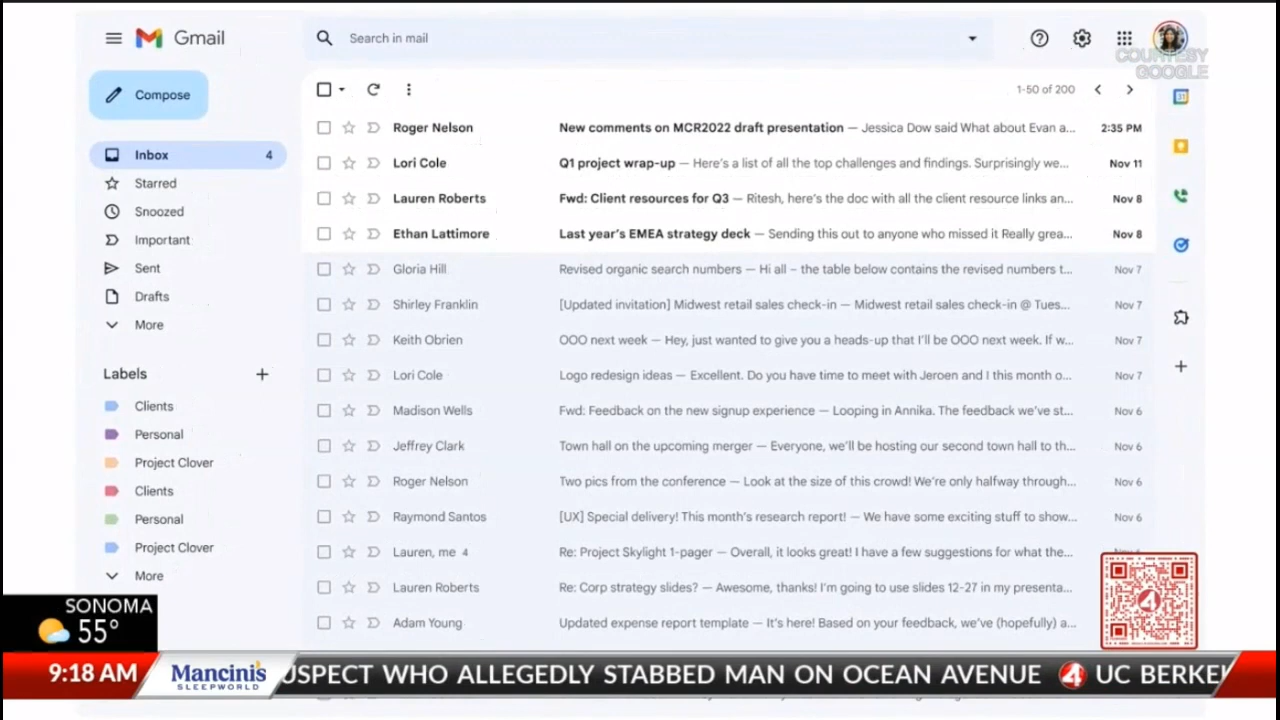 Gmail
Search in mail
COURTESY
GOOGLE
Compose
1-50 of 200
Inbox 4
Starred
Snoozed
Important
Sent
Drafts
More
Labels
Clients
Personal
Project Clover
Clients
Personal
Project Clover
More
Roger Nelson New comments on MCR2022 draft presentation — Jessica Dow said What about Evan a... 2:35 PM
Lori Cole Q1 project wrap-up — Here's a list of all the top challenges and findings. Surprisingly we... Nov 11
Lauren Roberts Fwd: Client resources for Q3 — Ritesh, here's the doc with all the client resource links an... Nov 8
Ethan Lattimore Last year's EMEA strategy deck — Sending this out to anyone who missed it Really grea... Nov 8
Gloria Hill Revised organic search numbers — Hi all – the table below contains the revised numbers t... Nov 7
Shirley Franklin [Updated invitation] Midwest retail sales check-in — Midwest retail sales check-in @ Tues... Nov 7
Keith Obrien OOO next week — Hey, just wanted to give you a heads-up that I'll be OOO next week. If w... Nov 7
Lori Cole Logo redesign ideas — Excellent. Do you have time to meet with Jeroen and I this month o... Nov 7
Madison Wells Fwd: Feedback on the new signup experience — Looping in Annika. The feedback we've st... Nov 6
Jeffrey Clark Town hall on the upcoming merger — Everyone, we'll be hosting our second town hall to th... Nov 6
Roger Nelson Two pics from the conference — Look at the size of this crowd! We're only halfway through... Nov 6
Raymond Santos [UX] Special delivery! This month's research report! — We have some exciting stuff to show... Nov 6
Lauren, me 4 Re: Project Skylight 1-pager — Overall, it looks great! I have a few suggestions for what the...
Lauren Roberts Re: Corp strategy slides? — Awesome, thanks! I'm going to use slides 12-27 in my presenta...
Adam Young Updated expense report template — It's here! Based on your feedback, we've (hopefully) a...
31
4
SONOMA
55°
9:18 AM
Mancini's
SLEEPWORLD
USPECT WHO ALLEGEDLY STABBED MAN ON OCEAN AVENUE 4 UC BERKE